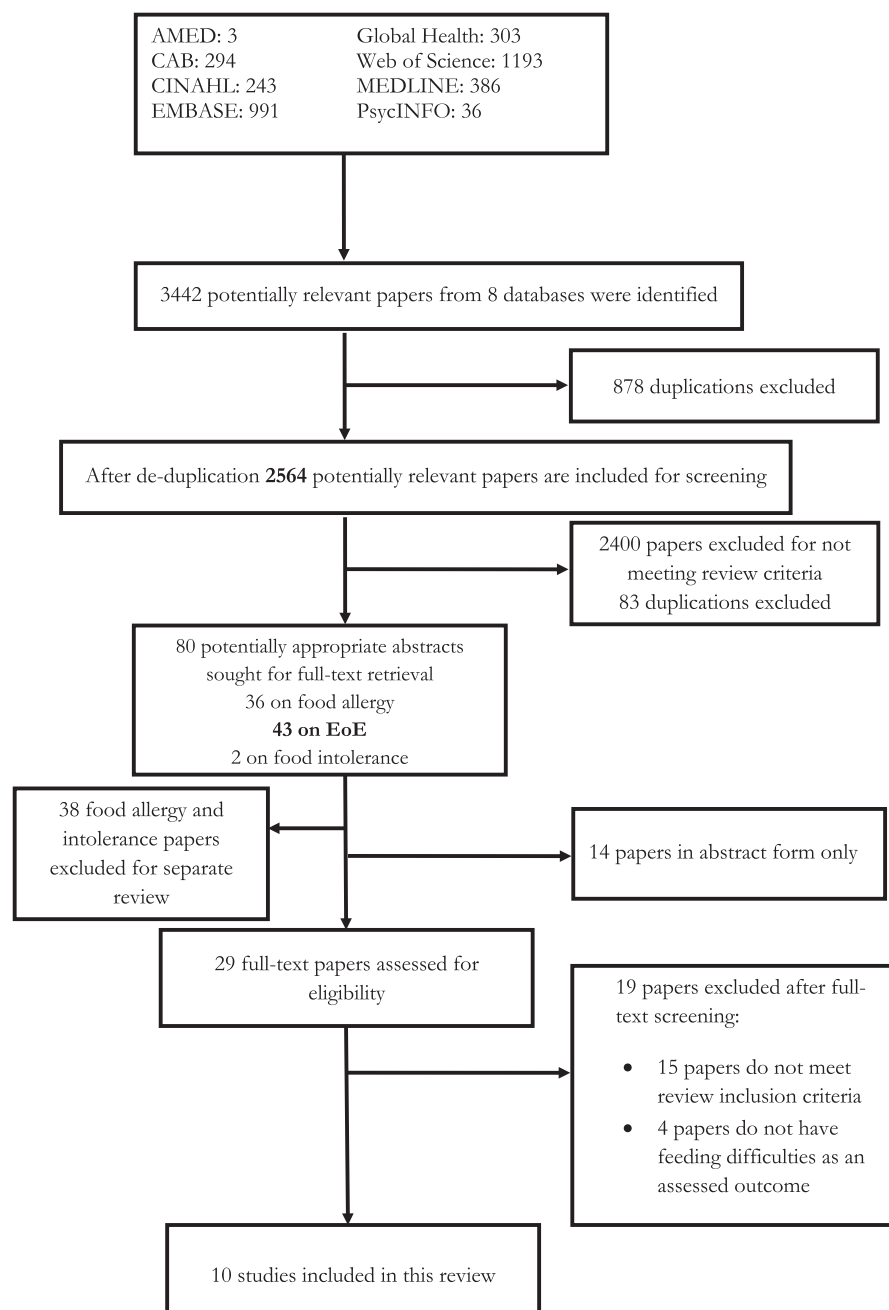 AMED: 3 Global Health: 303
CAB: 294 Web of Science: 1193
CINAHL: 243 MEDLINE: 386
EMBASE: 991 PsycINFO: 36
3442 potentially relevant papers from 8 databases were identified
878 duplications excluded
After de-duplication 2564 potentially relevant papers are included for screening
2400 papers excluded for not
meeting review criteria
83 duplications excluded
80 potentially appropriate abstracts
sought for full-text retrieval
36 on food allergy
43 on EoE
2 on food intolerance
38 food allergy and
intolerance papers
excluded for separate
review
14 papers in abstract form only
29 full-text papers assessed for
eligibility
19 papers excluded after full-
text screening:
• 15 papers do not meet
review inclusion criteria
• 4 papers do not have
feeding difficulties as an
assessed outcome
10 studies included in this review